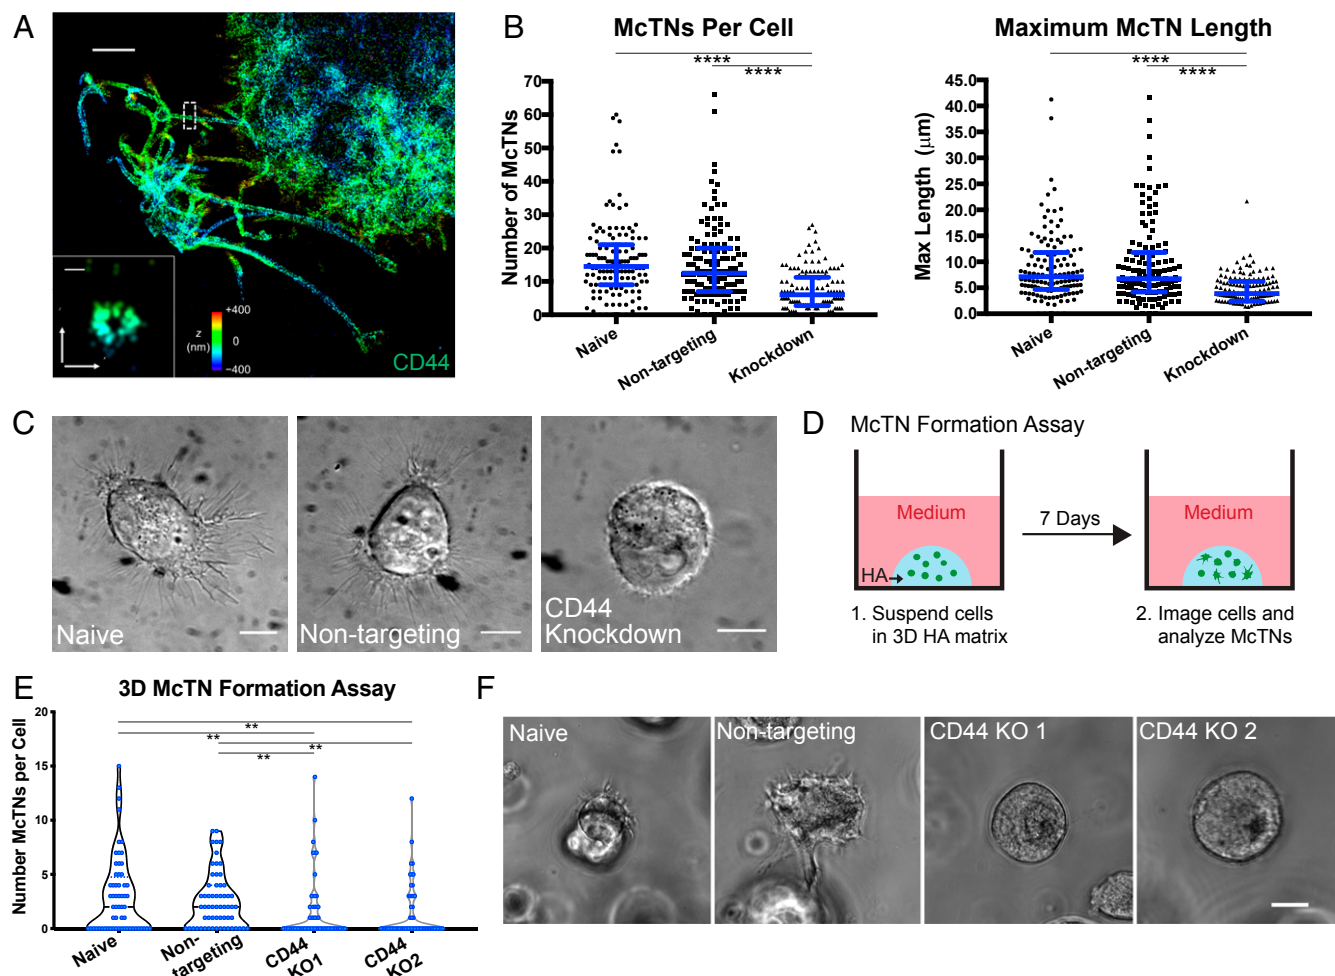 A
+400
z
(nm)
0
−400
CD44
B
McTNs Per Cell
****
****
Number of McTNs
70
60
50
40
30
20
10
0
Naive
Non-targeting
Knockdown
Maximum McTN Length
****
****
Max Length (μm)
45.0
40.0
35.0
30.0
25.0
20.0
15.0
10.0
5.0
0.0
Naive
Non-targeting
Knockdown
C
Naive
Non-targeting
CD44
Knockdown
D
McTN Formation Assay
Medium
HA
7 Days
Medium
1. Suspend cells
in 3D HA matrix
2. Image cells and
analyze McTNs
E
3D McTN Formation Assay
**
**
**
**
Number McTNs per Cell
20
15
10
5
0
Naive
Non-
targeting
CD44
KO1
CD44
KO2
F
Naive
Non-targeting
CD44 KO 1
CD44 KO 2